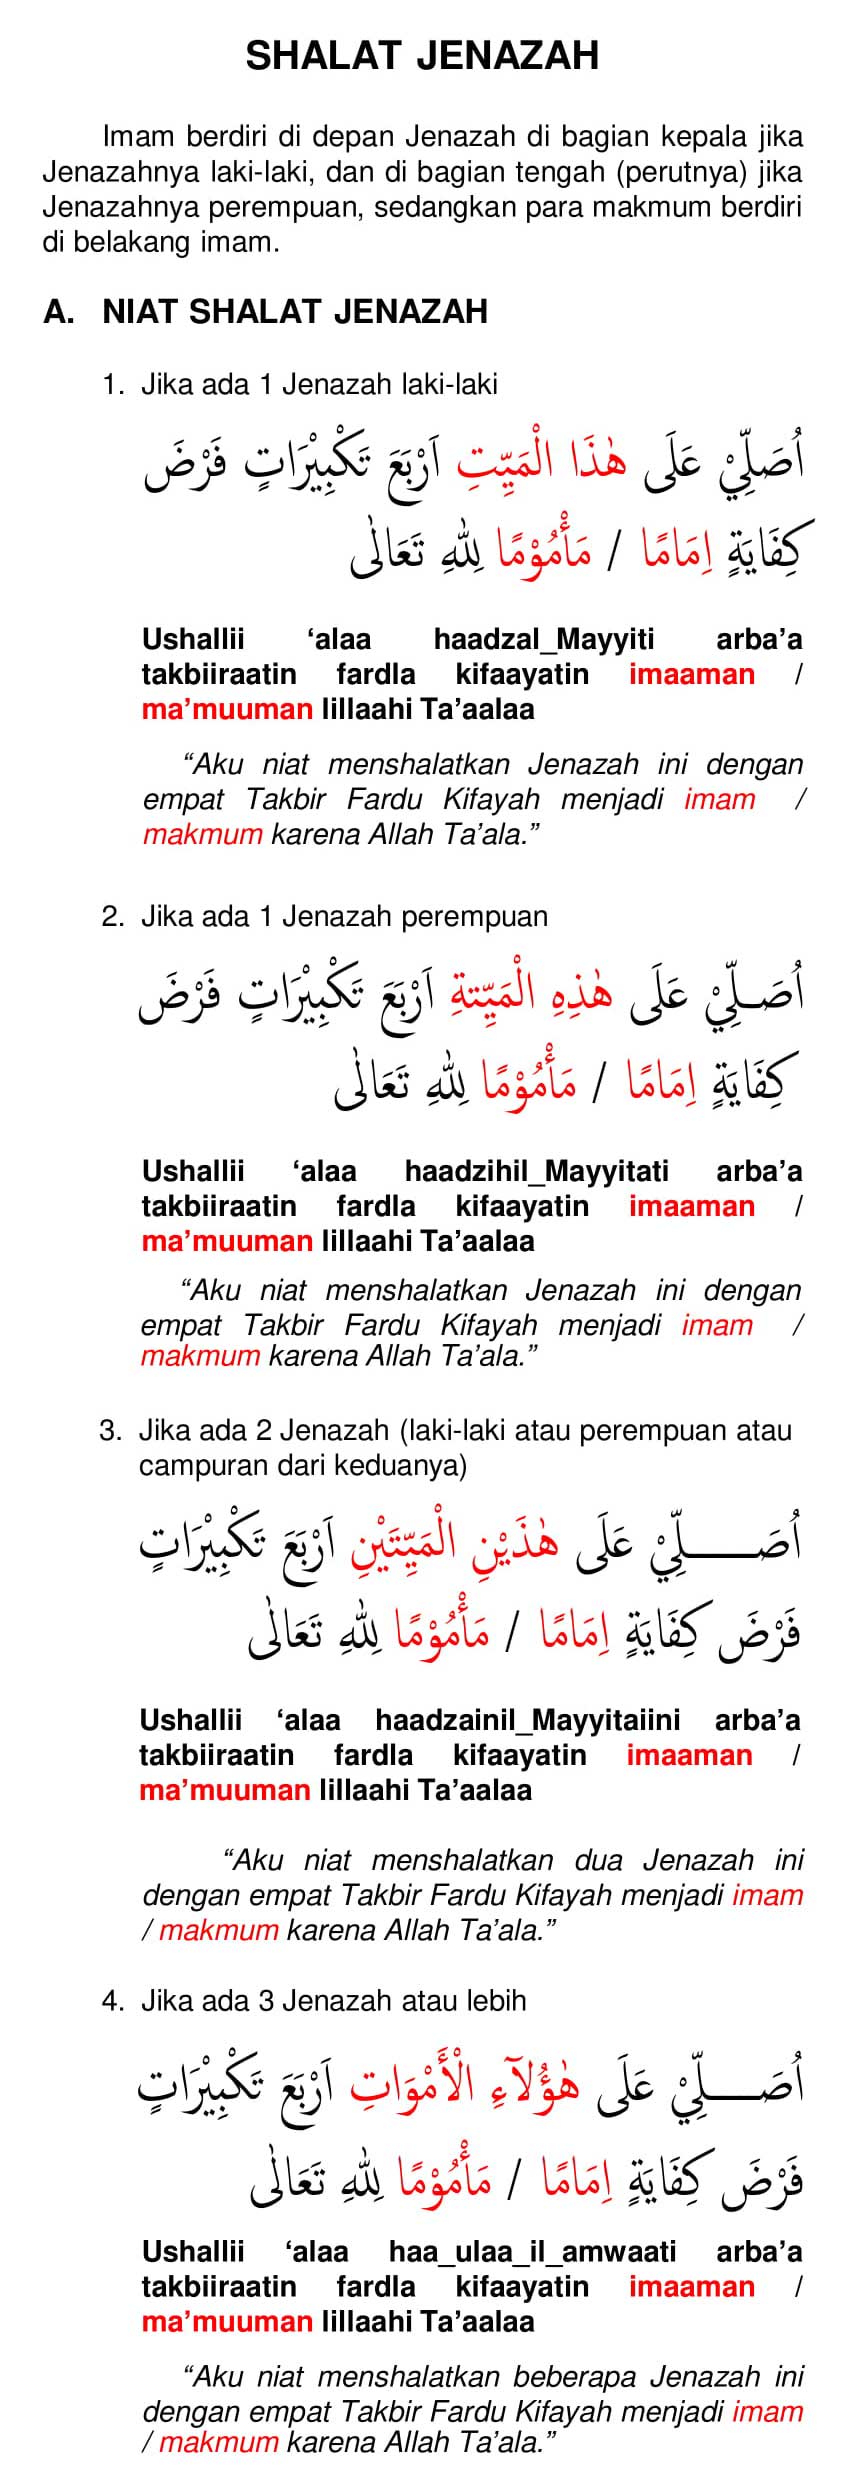 SHALAT JENAZAH
Imam berdiri di depan Jenazah di bagian kepala jika
Jenazahnya laki-laki, dan di bagian tengah (perutnya) jika
Jenazahnya perempuan, sedangkan para makmum berdiri
di belakang imam.
A. NIAT SHALAT JENAZAH
1. Jika ada 1 Jenazah laki-laki
اُصَلِّيْ عَلَى هٰذَا الْمَيِّتِ اَرْبَعَ تَكْبِيْرَاتٍ فَرْضَ
كِفَايَةٍ اِمَامًا / مَأْمُوْمًا لِلّٰهِ تَعَالٰى
Ushallii ‘alaa haadzal_Mayyiti arba’a
takbiiraatin fardla kifaayatin imaaman /
ma’muuman lillaahi Ta’aalaa
“Aku niat menshalatkan Jenazah ini dengan
empat Takbir Fardu Kifayah menjadi imam /
makmum karena Allah Ta’ala.”
2. Jika ada 1 Jenazah perempuan
اُصَلِّيْ عَلَى هٰذِهِ الْمَيِّتَةِ اَرْبَعَ تَكْبِيْرَاتٍ فَرْضَ
كِفَايَةٍ اِمَامًا / مَأْمُوْمًا لِلّٰهِ تَعَالٰى
Ushallii ‘alaa haadzihil_Mayyitati arba’a
takbiiraatin fardla kifaayatin imaaman /
ma’muuman lillaahi Ta’aalaa
“Aku niat menshalatkan Jenazah ini dengan
empat Takbir Fardu Kifayah menjadi imam /
makmum karena Allah Ta’ala.”
3. Jika ada 2 Jenazah (laki-laki atau perempuan atau
campuran dari keduanya)
اُصَـــــلِّيْ عَلَى هٰذَيْنِ الْمَيِّتَيْنِ اَرْبَعَ تَكْبِيْرَاتٍ
فَرْضَ كِفَايَةٍ اِمَامًا / مَأْمُوْمًا لِلّٰهِ تَعَالٰى
Ushallii ‘alaa haadzainil_Mayyitaiini arba’a
takbiiraatin fardla kifaayatin imaaman /
ma’muuman lillaahi Ta’aalaa
“Aku niat menshalatkan dua Jenazah ini
dengan empat Takbir Fardu Kifayah menjadi imam
/ makmum karena Allah Ta’ala.”
4. Jika ada 3 Jenazah atau lebih
اُصَـــــلِّيْ عَلَى هٰؤُلَآءِ الْأَمْوَاتِ اَرْبَعَ تَكْبِيْرَاتٍ
فَرْضَ كِفَايَةٍ اِمَامًا / مَأْمُوْمًا لِلّٰهِ تَعَالٰى
Ushallii ‘alaa haa_ulaa_il_amwaati arba’a
takbiiraatin fardla kifaayatin imaaman /
ma’muuman lillaahi Ta’aalaa
“Aku niat menshalatkan beberapa Jenazah ini
dengan empat Takbir Fardu Kifayah menjadi imam
/ makmum karena Allah Ta’ala.”